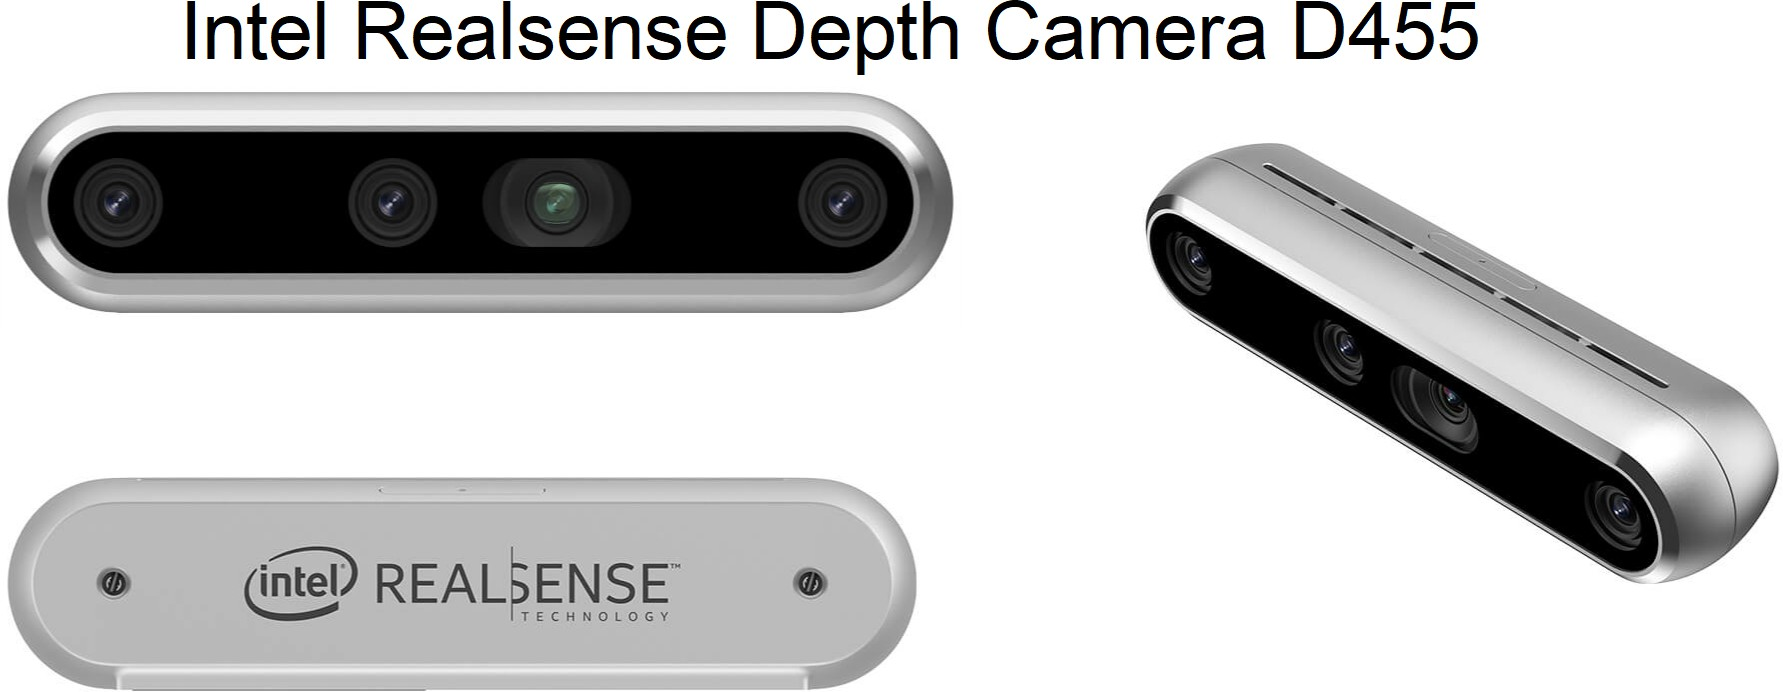 Intel Realsense Depth Camera D455
intel® REALSENSE™
TECHNOLOGY